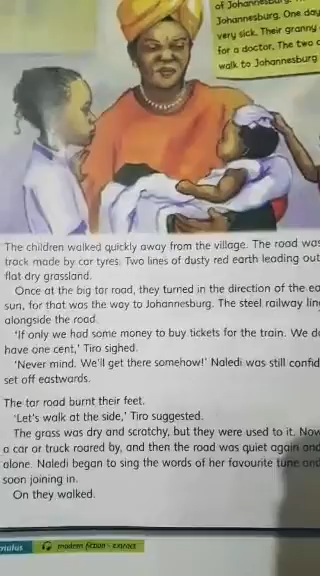 of Johannesburg.
Johannesburg. One day
very sick. Their granny
for a doctor. The two
walk to Johannesburg
The children walked quickly away from the village. The road was
track made by car tyres. Two lines of dusty red earth leading out
flat dry grassland.
Once at the big tar road, they turned in the direction of the
sun, for that was the way to Johannesburg. The steel railway
alongside the road.
'If only we had some money to buy tickets for the train. We
have one cent,' Tiro sighed.
'Never mind. We'll get there somehow!' Naledi was still
set off eastwards.
The tar road burnt their feet.
'Let's walk at the side,' Tiro suggested.
The grass was dry and scratchy, but they were used to it. Now
a car or truck roared by, and then the road was quiet again and
alone. Naledi began to sing the words of her favourite tune and
soon joining in.
On they walked.
modern fiction - extract